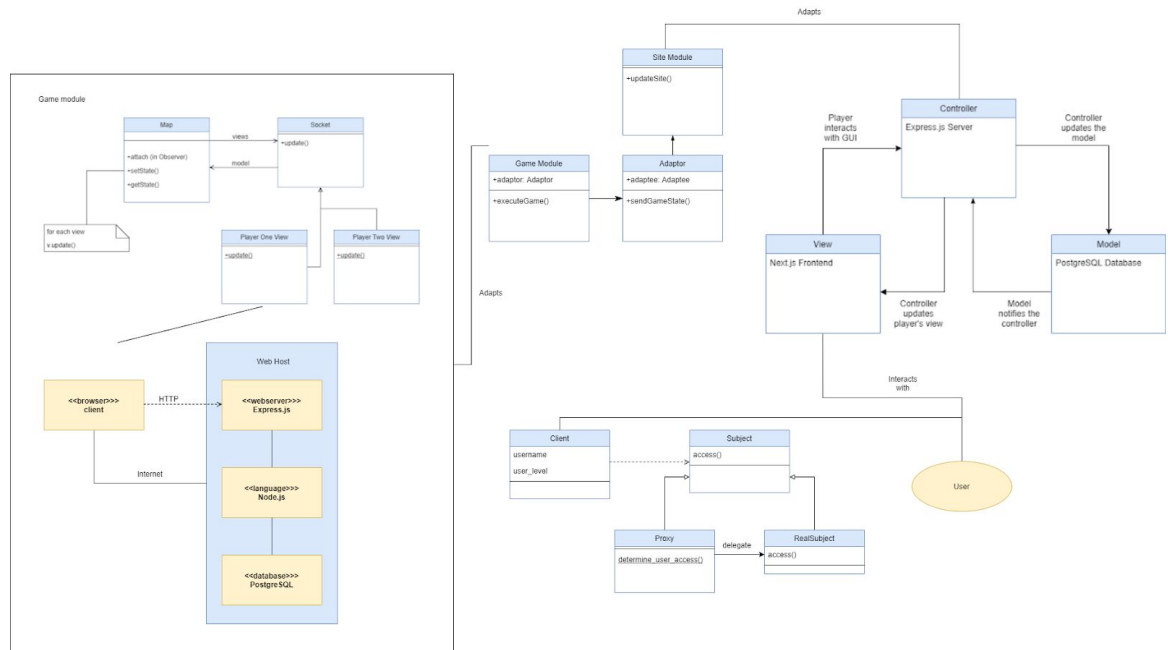 Adapts
Site Module
+updateSite()
Game module
Map
+attach (in Observer)
+setState()
+getState()
views
model
Socket
+update()
for each view
v.update()
Player One View
+update()
Player Two View
+update()
Adapts
Game Module
+adaptor: Adaptor
+executeGame()
Adaptor
+adaptee: Adaptee
+sendGameState()
Player
interacts
with GUI
Controller
Express.js Server
Controller
updates the
model
View
Next.js Frontend
Model
PostgreSQL Database
Controller
updates
player's view
Model
notifies the
controller
Web Host
<<browser>>>
client
HTTP
<<webserver>>>
Express.js
Internet
<<language>>>
Node.js
<<database>>>
PostgreSQL
Interacts
with
Client
username
user_level
Subject
access()
User
Proxy
determine_user_access()
delegate
RealSubject
access()